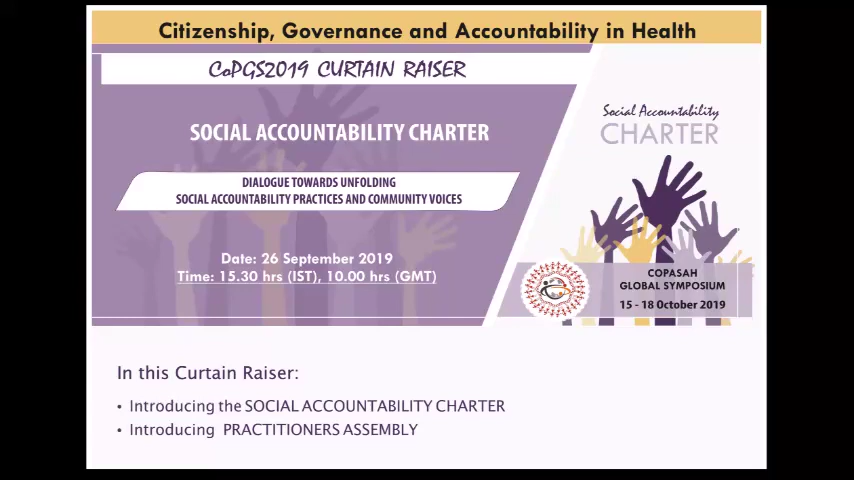 Citizenship, Governance and Accountability in Health
CoPGS2019 CURTAIN RAISER
SOCIAL ACCOUNTABILITY CHARTER
DIALOGUE TOWARDS UNFOLDING
SOCIAL ACCOUNTABILITY PRACTICES AND COMMUNITY VOICES
Date: 26 September 2019
Time: 15.30 hrs (IST), 10.00 hrs (GMT)
Social Accountability
CHARTER
COPASAH
GLOBAL SYMPOSIUM
15 - 18 October 2019
In this Curtain Raiser:
• Introducing the SOCIAL ACCOUNTABILITY CHARTER
• Introducing PRACTITIONERS ASSEMBLY